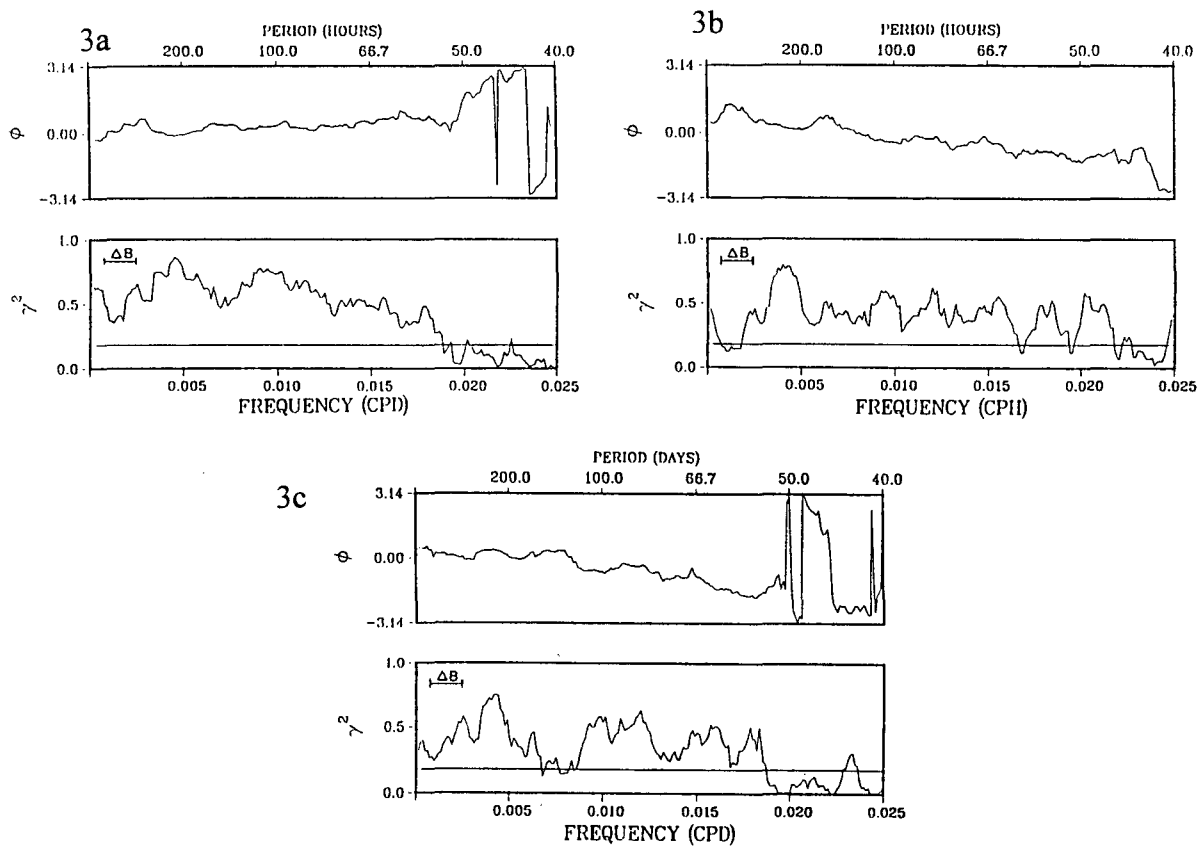 3a
PERIOD (HOURS)
200.0 100.0 66.7 50.0 40.0
3.14
0.00
-3.14
φ
ΔB
1.0
0.5
0.0
γ²
0.005 0.010 0.015 0.020 0.025
FREQUENCY (CPD)
3b
PERIOD (HOURS)
200.0 100.0 66.7 50.0 40.0
3.14
0.00
-3.14
φ
ΔB
1.0
0.5
0.0
γ²
0.005 0.010 0.015 0.020 0.025
FREQUENCY (CPH)
3c
PERIOD (DAYS)
200.0 100.0 66.7 50.0 40.0
3.14
0.00
-3.14
φ
ΔB
1.0
0.5
0.0
γ²
0.005 0.010 0.015 0.020 0.025
FREQUENCY (CPD)